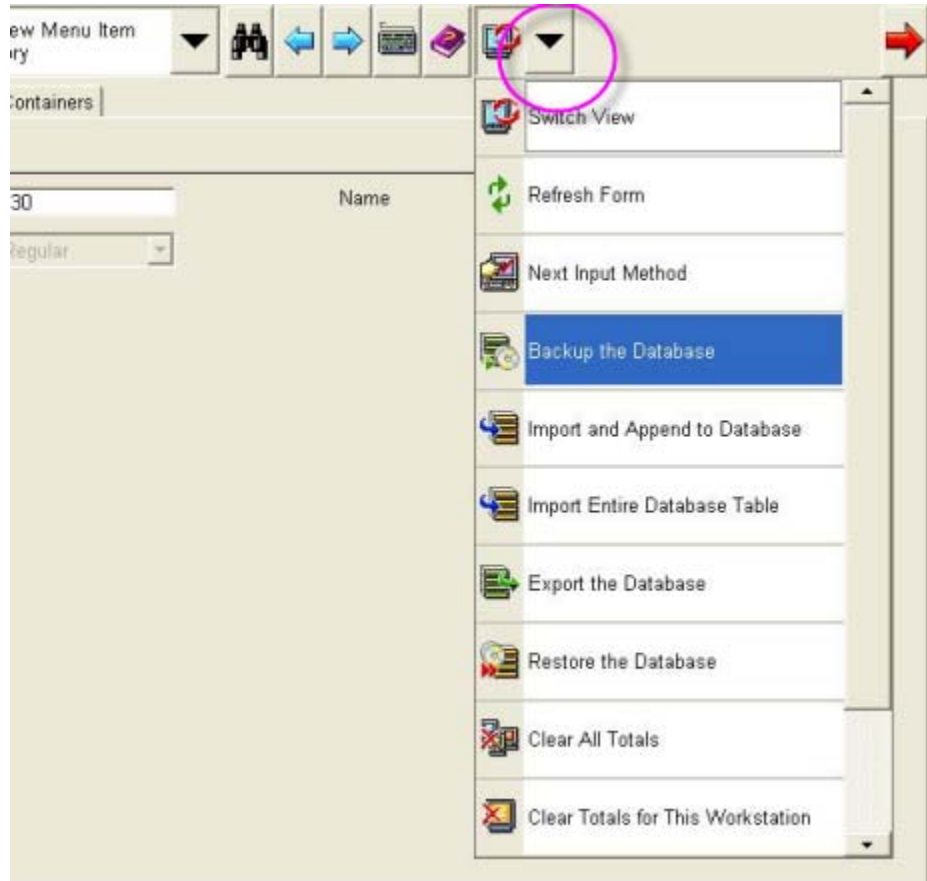 ew Menu Item
ry
Containers
Switch View
30
Name
Refresh Form
Regular
Next Input Method
Backup the Database
Import and Append to Database
Import Entire Database Table
Export the Database
Restore the Database
Clear All Totals
Clear Totals for This Workstation